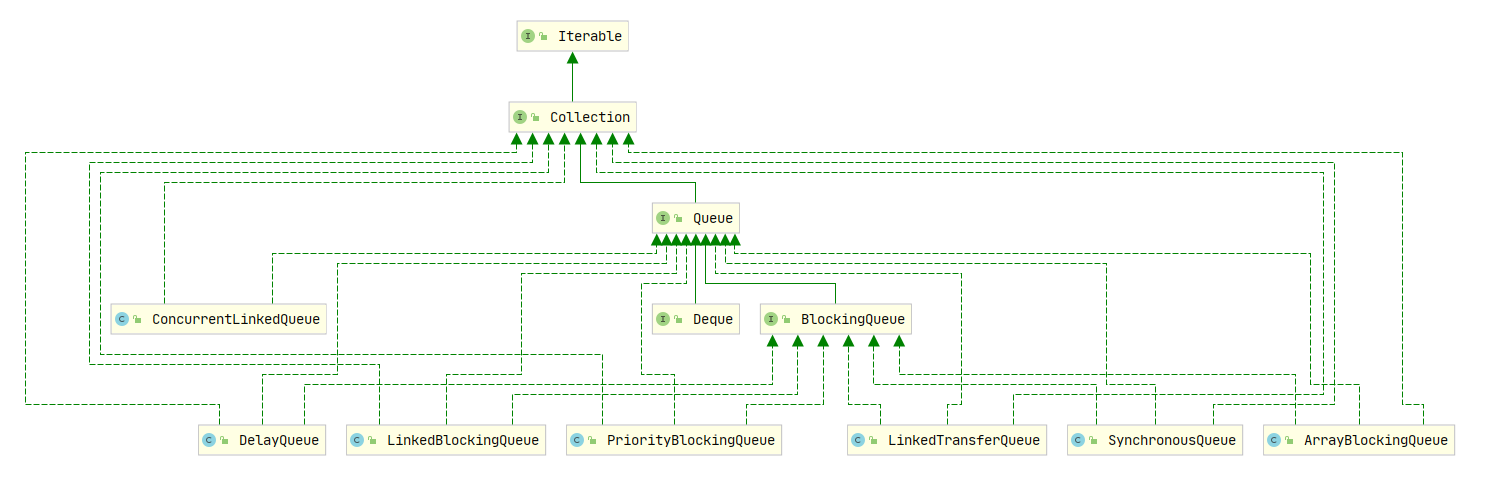 I Iterable
I Collection
I Queue
C ConcurrentLinkedQueue
I Deque
I BlockingQueue
C DelayQueue
C LinkedBlockingQueue
C PriorityBlockingQueue
C LinkedTransferQueue
C SynchronousQueue
C ArrayBlockingQueue